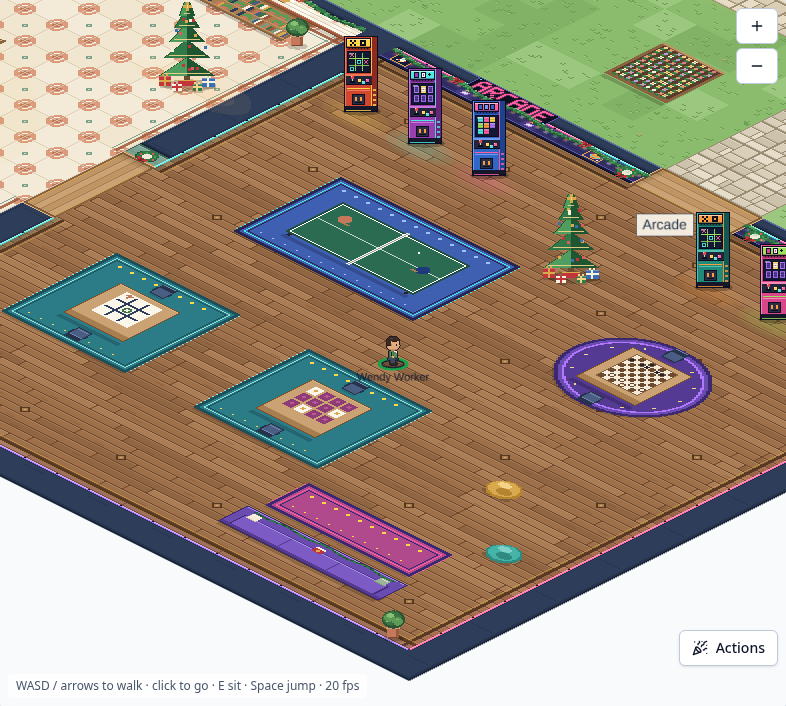 +
ARCADE
−
Arcade
Wendy Worker
Actions
WASD / arrows to walk · click to go · E sit · Space jump · 20 fps